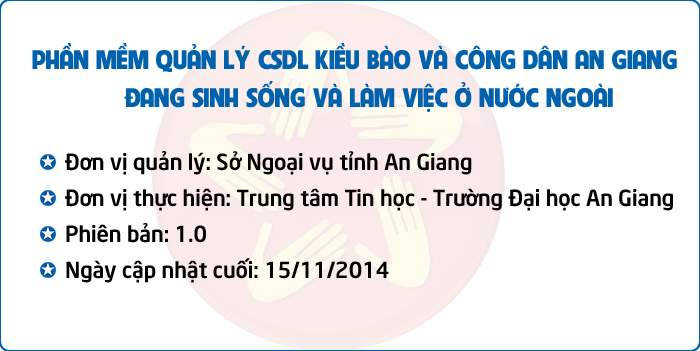 PHẦN MỀM QUẢN LÝ CSDL KIỀU BÀO VÀ CÔNG DÂN AN GIANG
ĐANG SINH SỐNG VÀ LÀM VIỆC Ở NƯỚC NGOÀI
Đơn vị quản lý: Sở Ngoại vụ tỉnh An Giang
Đơn vị thực hiện: Trung tâm Tin học - Trường Đại học An Giang
Phiên bản: 1.0
Ngày cập nhật cuối: 15/11/2014